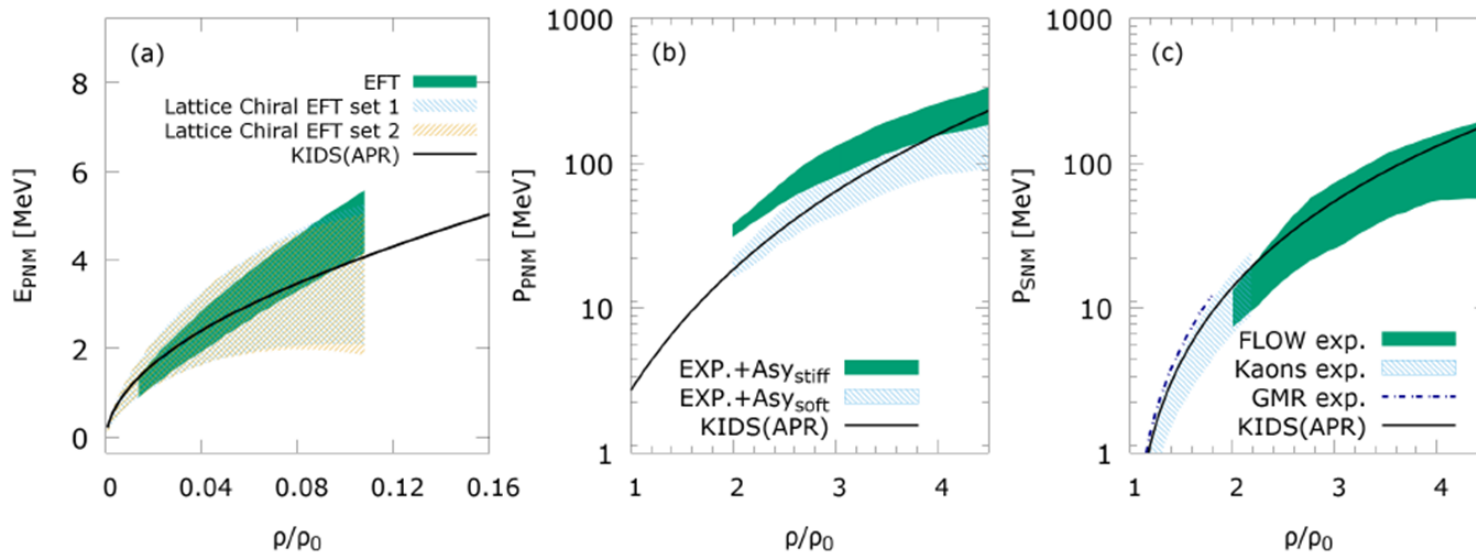 (a)
EFT
Lattice Chiral EFT set 1
Lattice Chiral EFT set 2
KIDS(APR)
E_PNM [MeV]
8
6
4
2
0
0
0.04
0.08
0.12
0.16
ρ/ρ₀
(b)
P_PNM [MeV]
1000
100
10
1
EXP.+Asy_stiff
EXP.+Asy_soft
KIDS(APR)
1
2
3
4
ρ/ρ₀
(c)
P_SNM [MeV]
1000
100
10
1
FLOW exp.
Kaons exp.
GMR exp.
KIDS(APR)
1
2
3
4
ρ/ρ₀